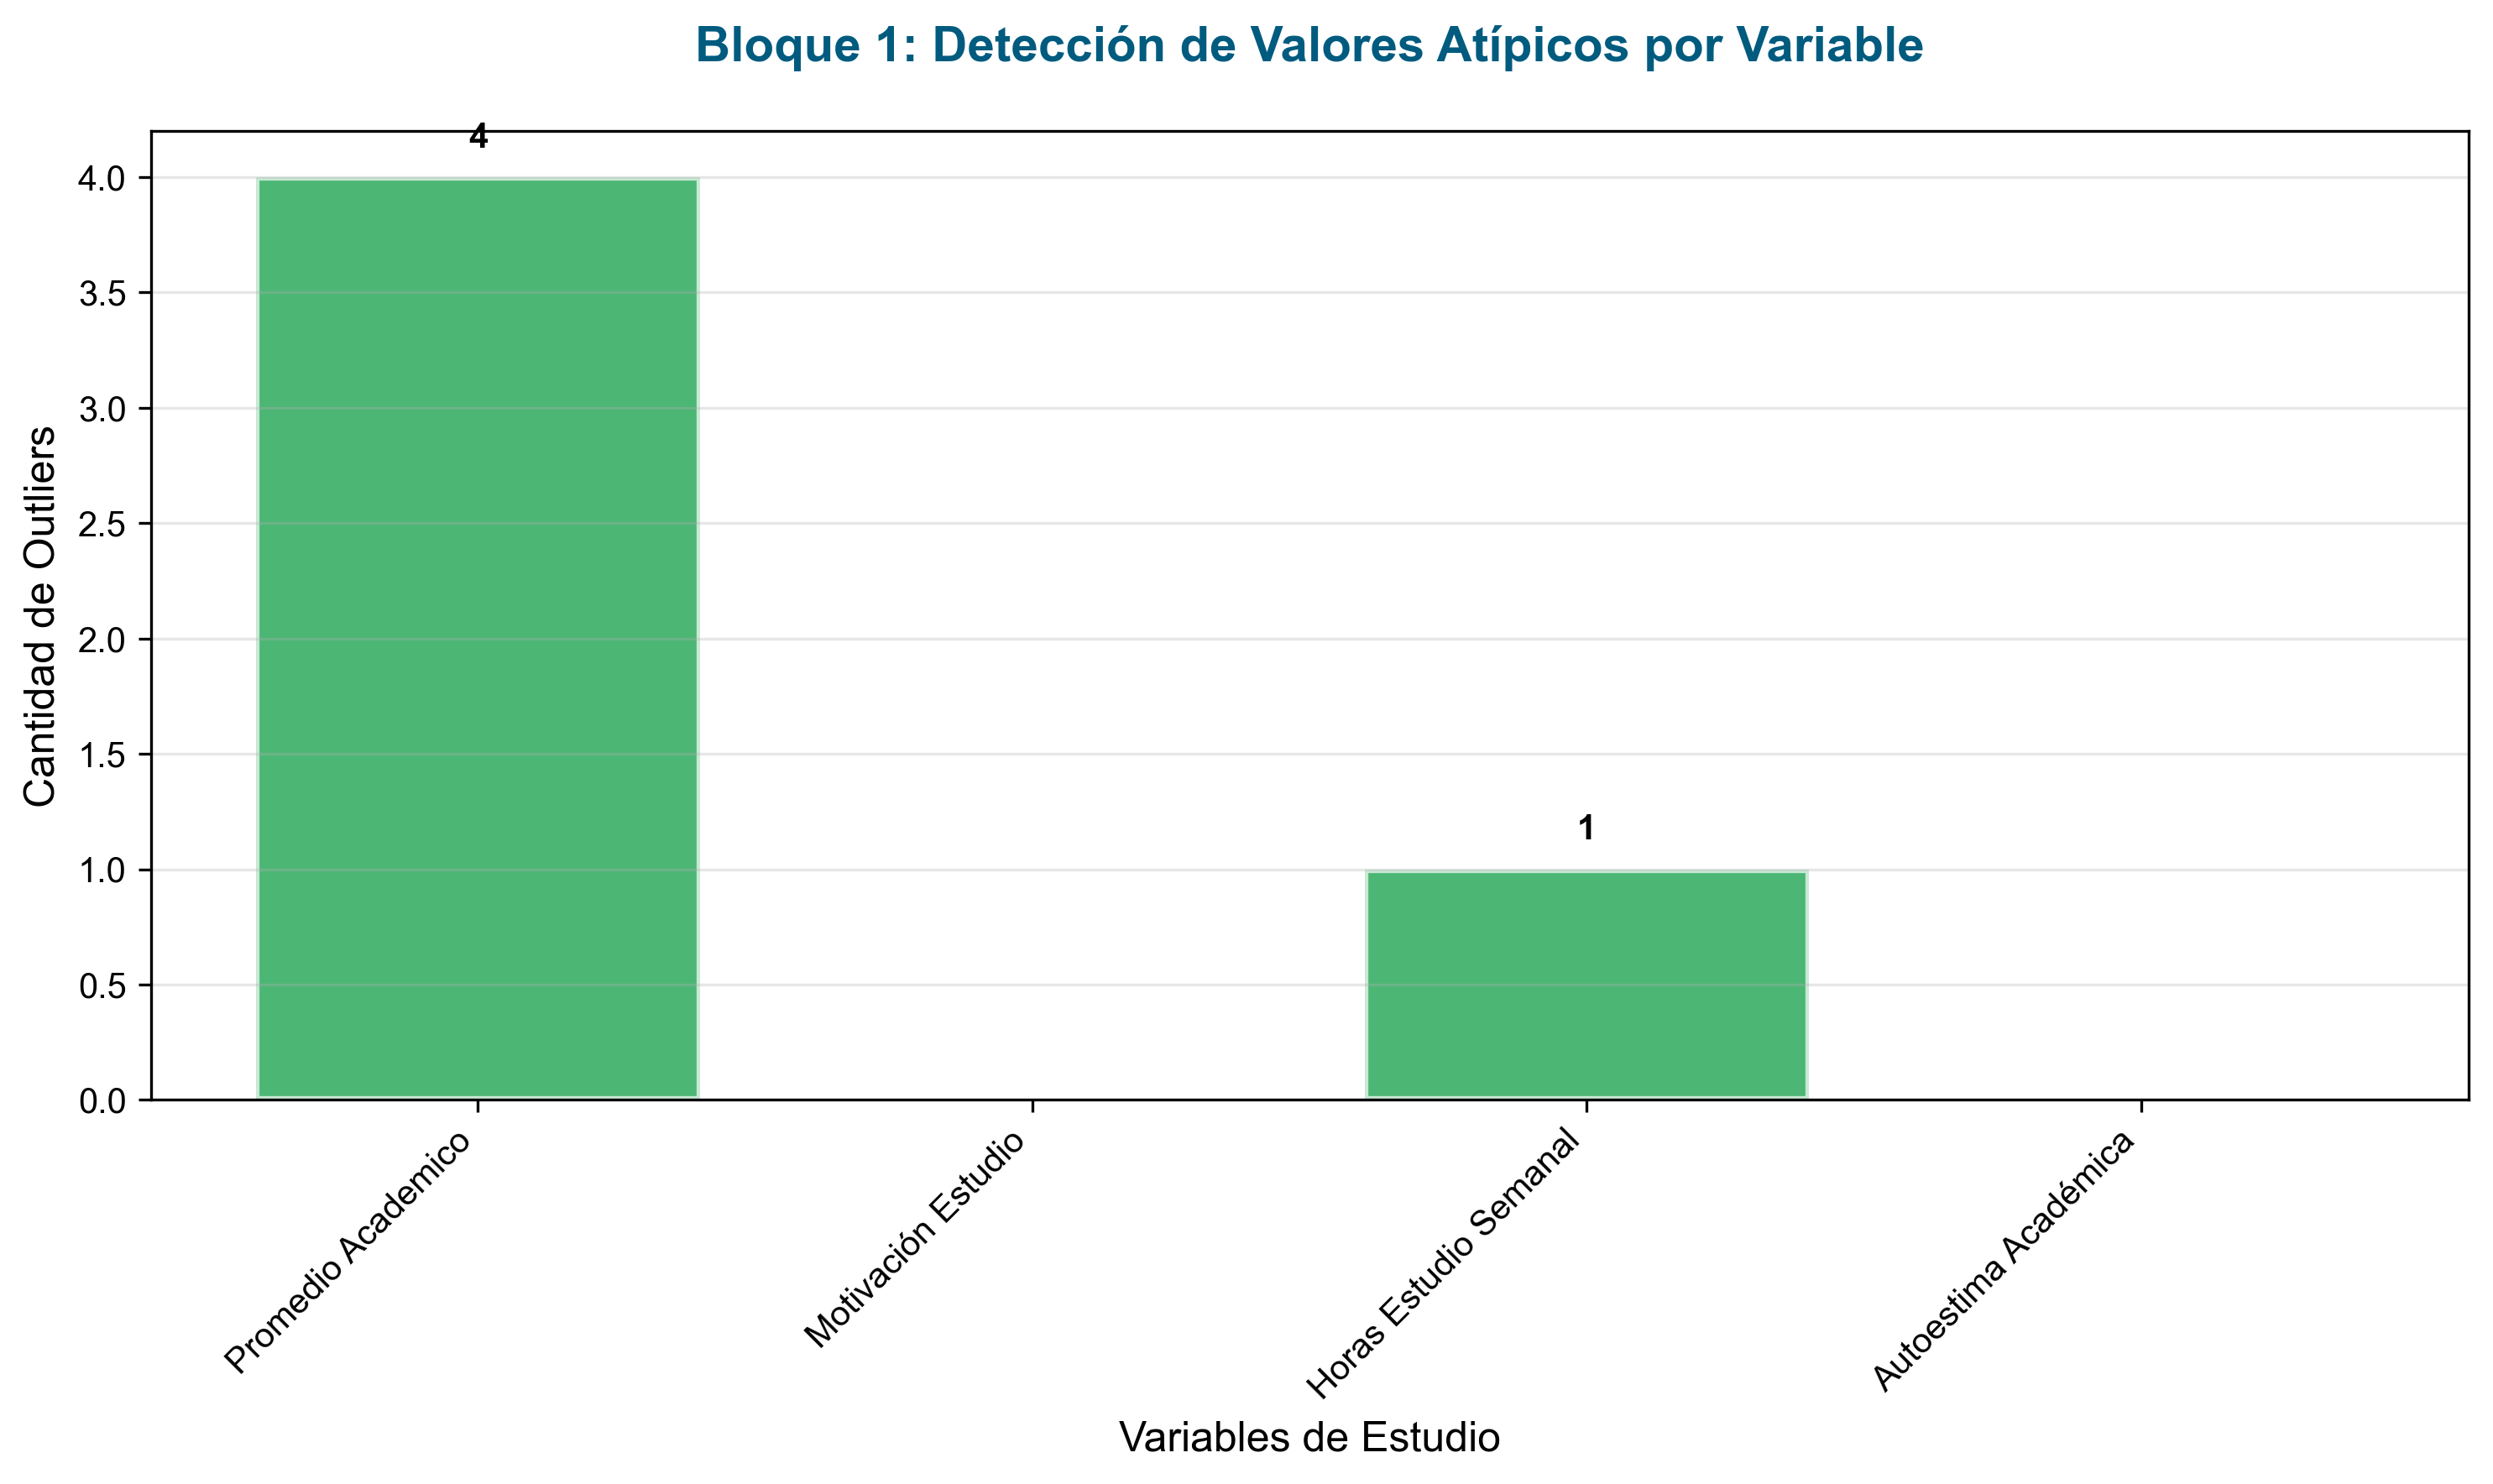 Bloque 1: Detección de Valores Atípicos por Variable
4
4.0
3.5
3.0
2.5
2.0
1.5
1
1.0
0.5
0.0
Cantidad de Outliers
Promedio Academico
Motivación Estudio
Horas Estudio Semanal
Autoestima Académica
Variables de Estudio